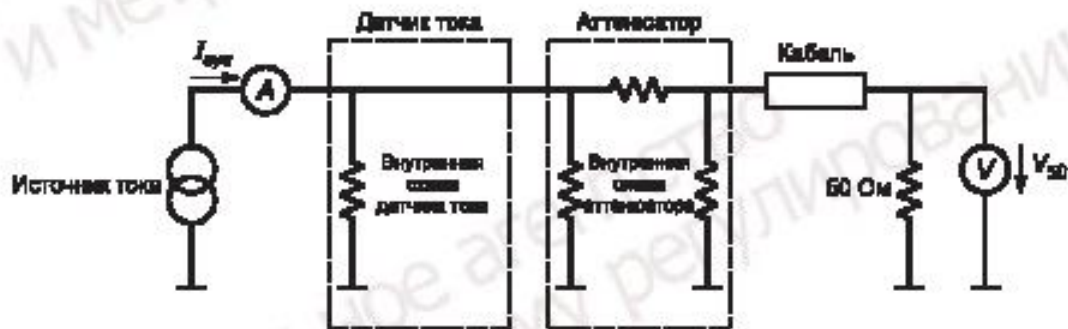 Датчик тока
Аттенюатор
Кабель
A
Источник тока
Внутренняя
схема
датчика тока
Внутренняя
схема
аттенюатора
50 Ом
V
V50